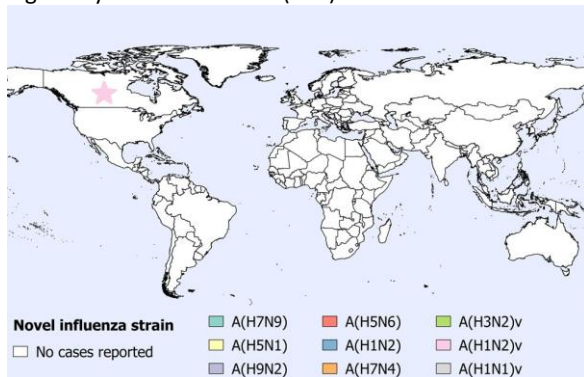 Novel influenza strain
No cases reported
A(H7N9)
A(H5N1)
A(H9N2)
A(H5N6)
A(H1N2)
A(H7N4)
A(H3N2)v
A(H1N2)v
A(H1N1)v